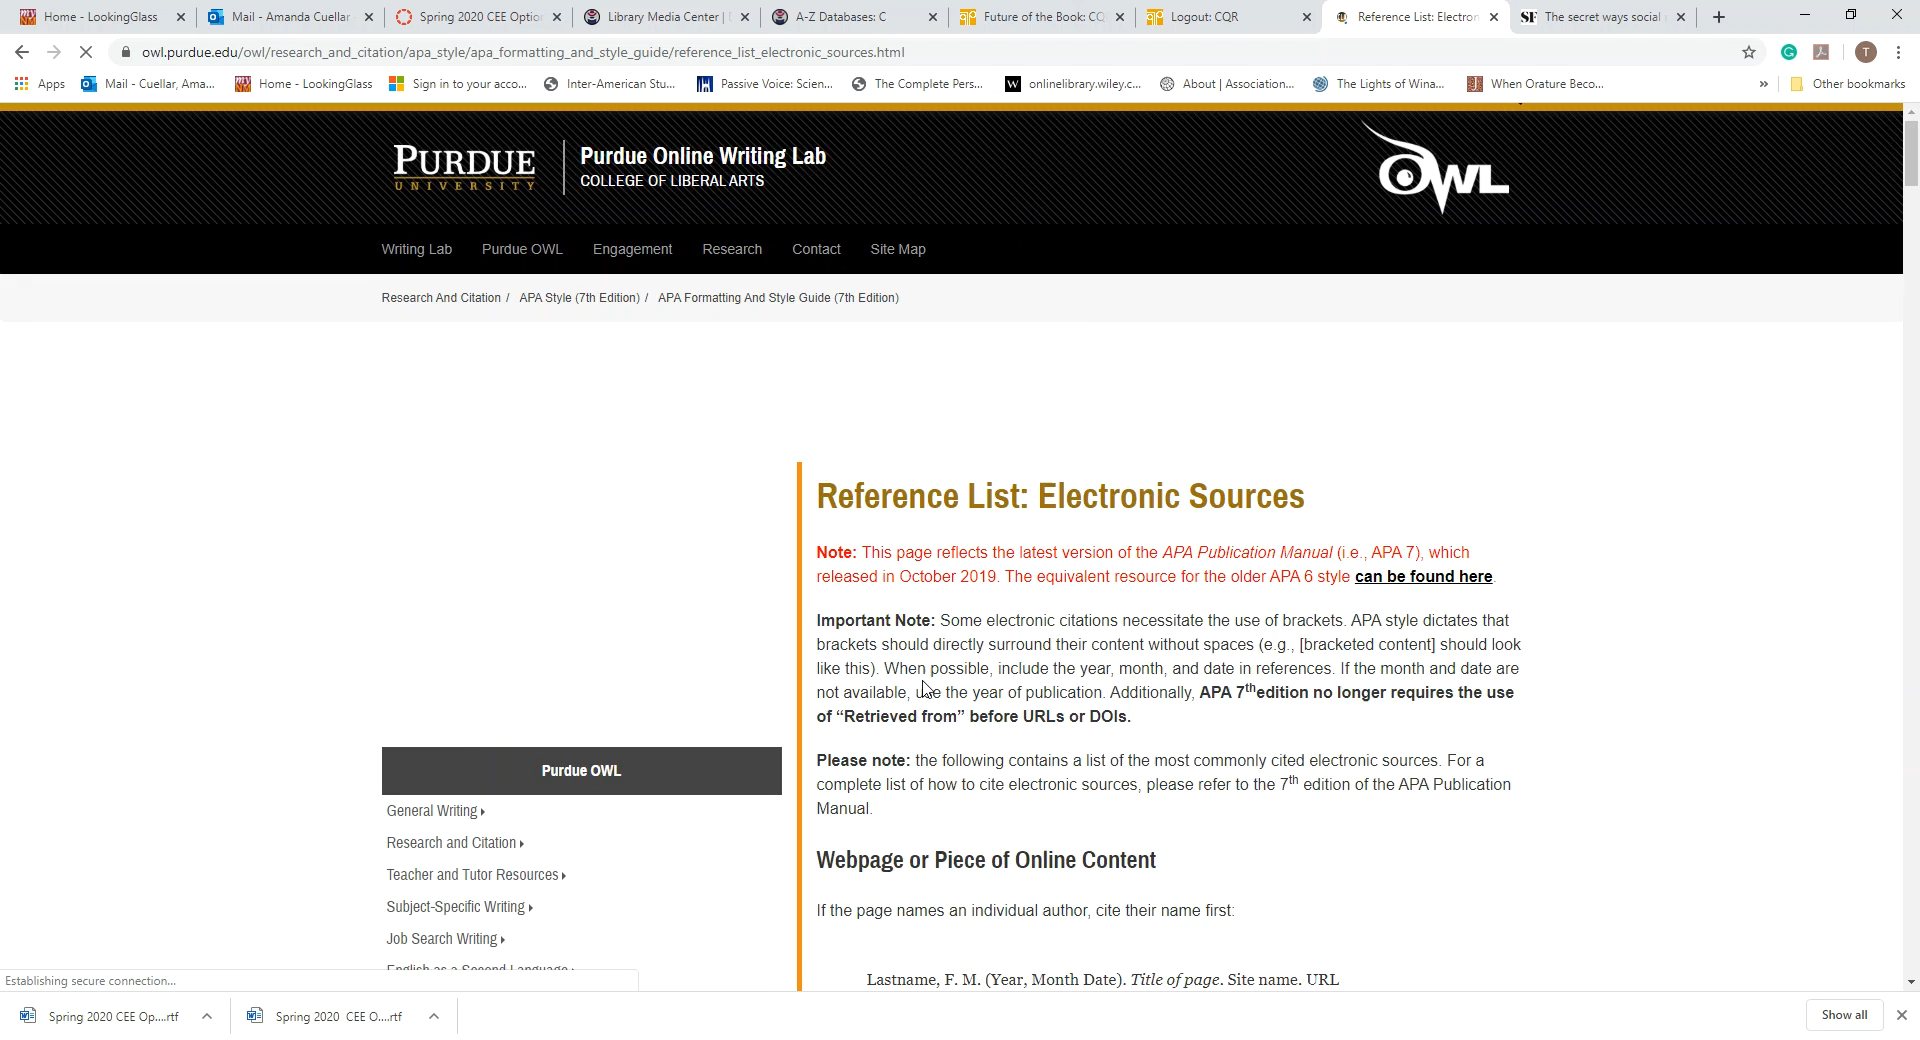 Home - LookingGlass
Mail - Amanda Cuellar
Spring 2020 CEE Optio
Library Media Center |
A-Z Databases: C
Future of the Book: CQ
Logout: CQR
Reference List: Electron
The secret ways social
owl.purdue.edu/owl/research_and_citation/apa_style/apa_formatting_and_style_guide/reference_list_electronic_sources.html
T
Apps
Mail - Cuellar, Ama...
Home - LookingGlass
Sign in to your acco...
Inter-American Stu...
Passive Voice: Scien...
The Complete Pers...
onlinelibrary.wiley.c...
About | Association...
The Lights of Wina...
When Orature Beco...
»
Other bookmarks
PURDUE
UNIVERSITY
Purdue Online Writing Lab
COLLEGE OF LIBERAL ARTS
OWL
Writing Lab
Purdue OWL
Engagement
Research
Contact
Site Map
Research And Citation / APA Style (7th Edition) / APA Formatting And Style Guide (7th Edition)
Reference List: Electronic Sources
Note: This page reflects the latest version of the APA Publication Manual (i.e., APA 7), which
released in October 2019. The equivalent resource for the older APA 6 style can be found here.
Important Note: Some electronic citations necessitate the use of brackets. APA style dictates that
brackets should directly surround their content without spaces (e.g., [bracketed content] should look
like this). When possible, include the year, month, and date in references. If the month and date are
not available, use the year of publication. Additionally, APA 7thedition no longer requires the use
of “Retrieved from” before URLs or DOIs.
Please note: the following contains a list of the most commonly cited electronic sources. For a
complete list of how to cite electronic sources, please refer to the 7th edition of the APA Publication
Manual.
Webpage or Piece of Online Content
If the page names an individual author, cite their name first:
Lastname, F. M. (Year, Month Date). Title of page. Site name. URL
Purdue OWL
General Writing
Research and Citation
Teacher and Tutor Resources
Subject-Specific Writing
Job Search Writing
English as a Second Language
Establishing secure connection...
Spring 2020 CEE Op....rtf
Spring 2020 CEE O....rtf
Show all